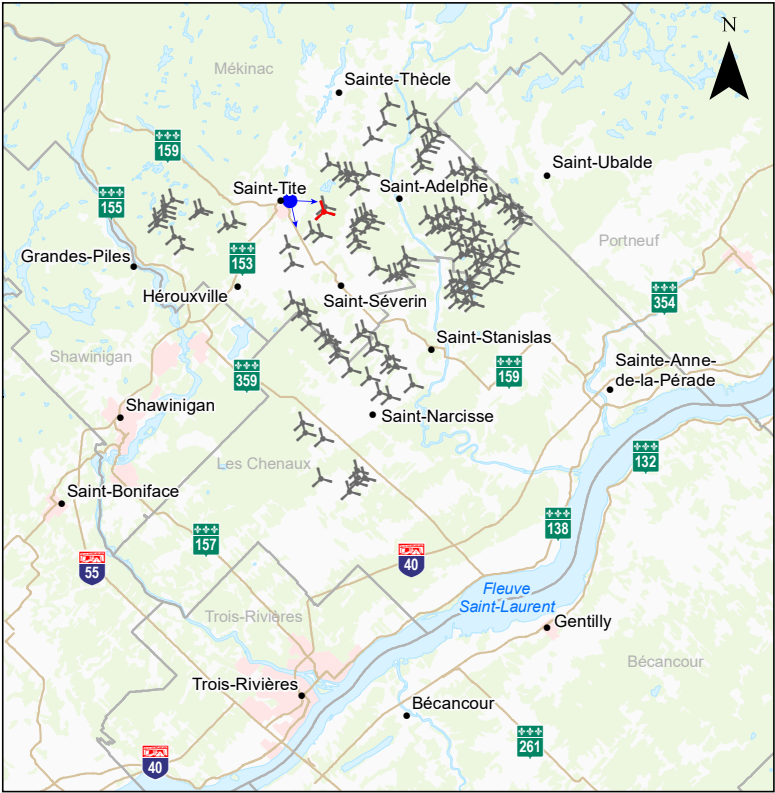 N
Mékinac
Sainte-Thècle
159
Saint-Ubalde
Saint-Tite
Saint-Adelphe
155
Portneuf
Grandes-Piles
153
Hérouxville
Saint-Séverin
354
Saint-Stanislas
Shawinigan
359
159
Sainte-Anne-
de-la-Pérade
Shawinigan
Saint-Narcisse
132
Les Chenaux
Saint-Boniface
138
157
40
55
Fleuve
Saint-Laurent
Trois-Rivières
Gentilly
Bécancour
Trois-Rivières
Bécancour
261
40